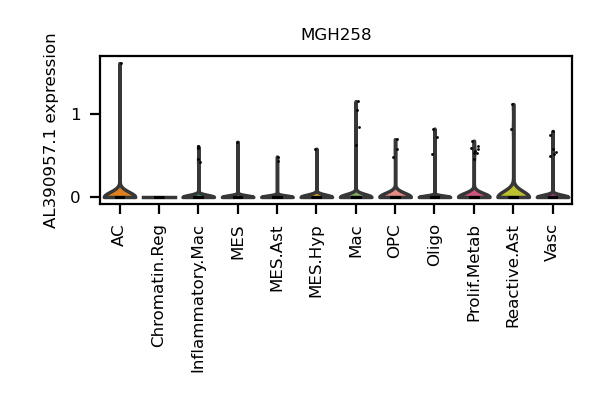 MGH258
AL390957.1 expression
1
0
AC
Chromatin.Reg
Inflammatory.Mac
MES
MES.Ast
MES.Hyp
Mac
OPC
Oligo
Prolif.Metab
Reactive.Ast
Vasc